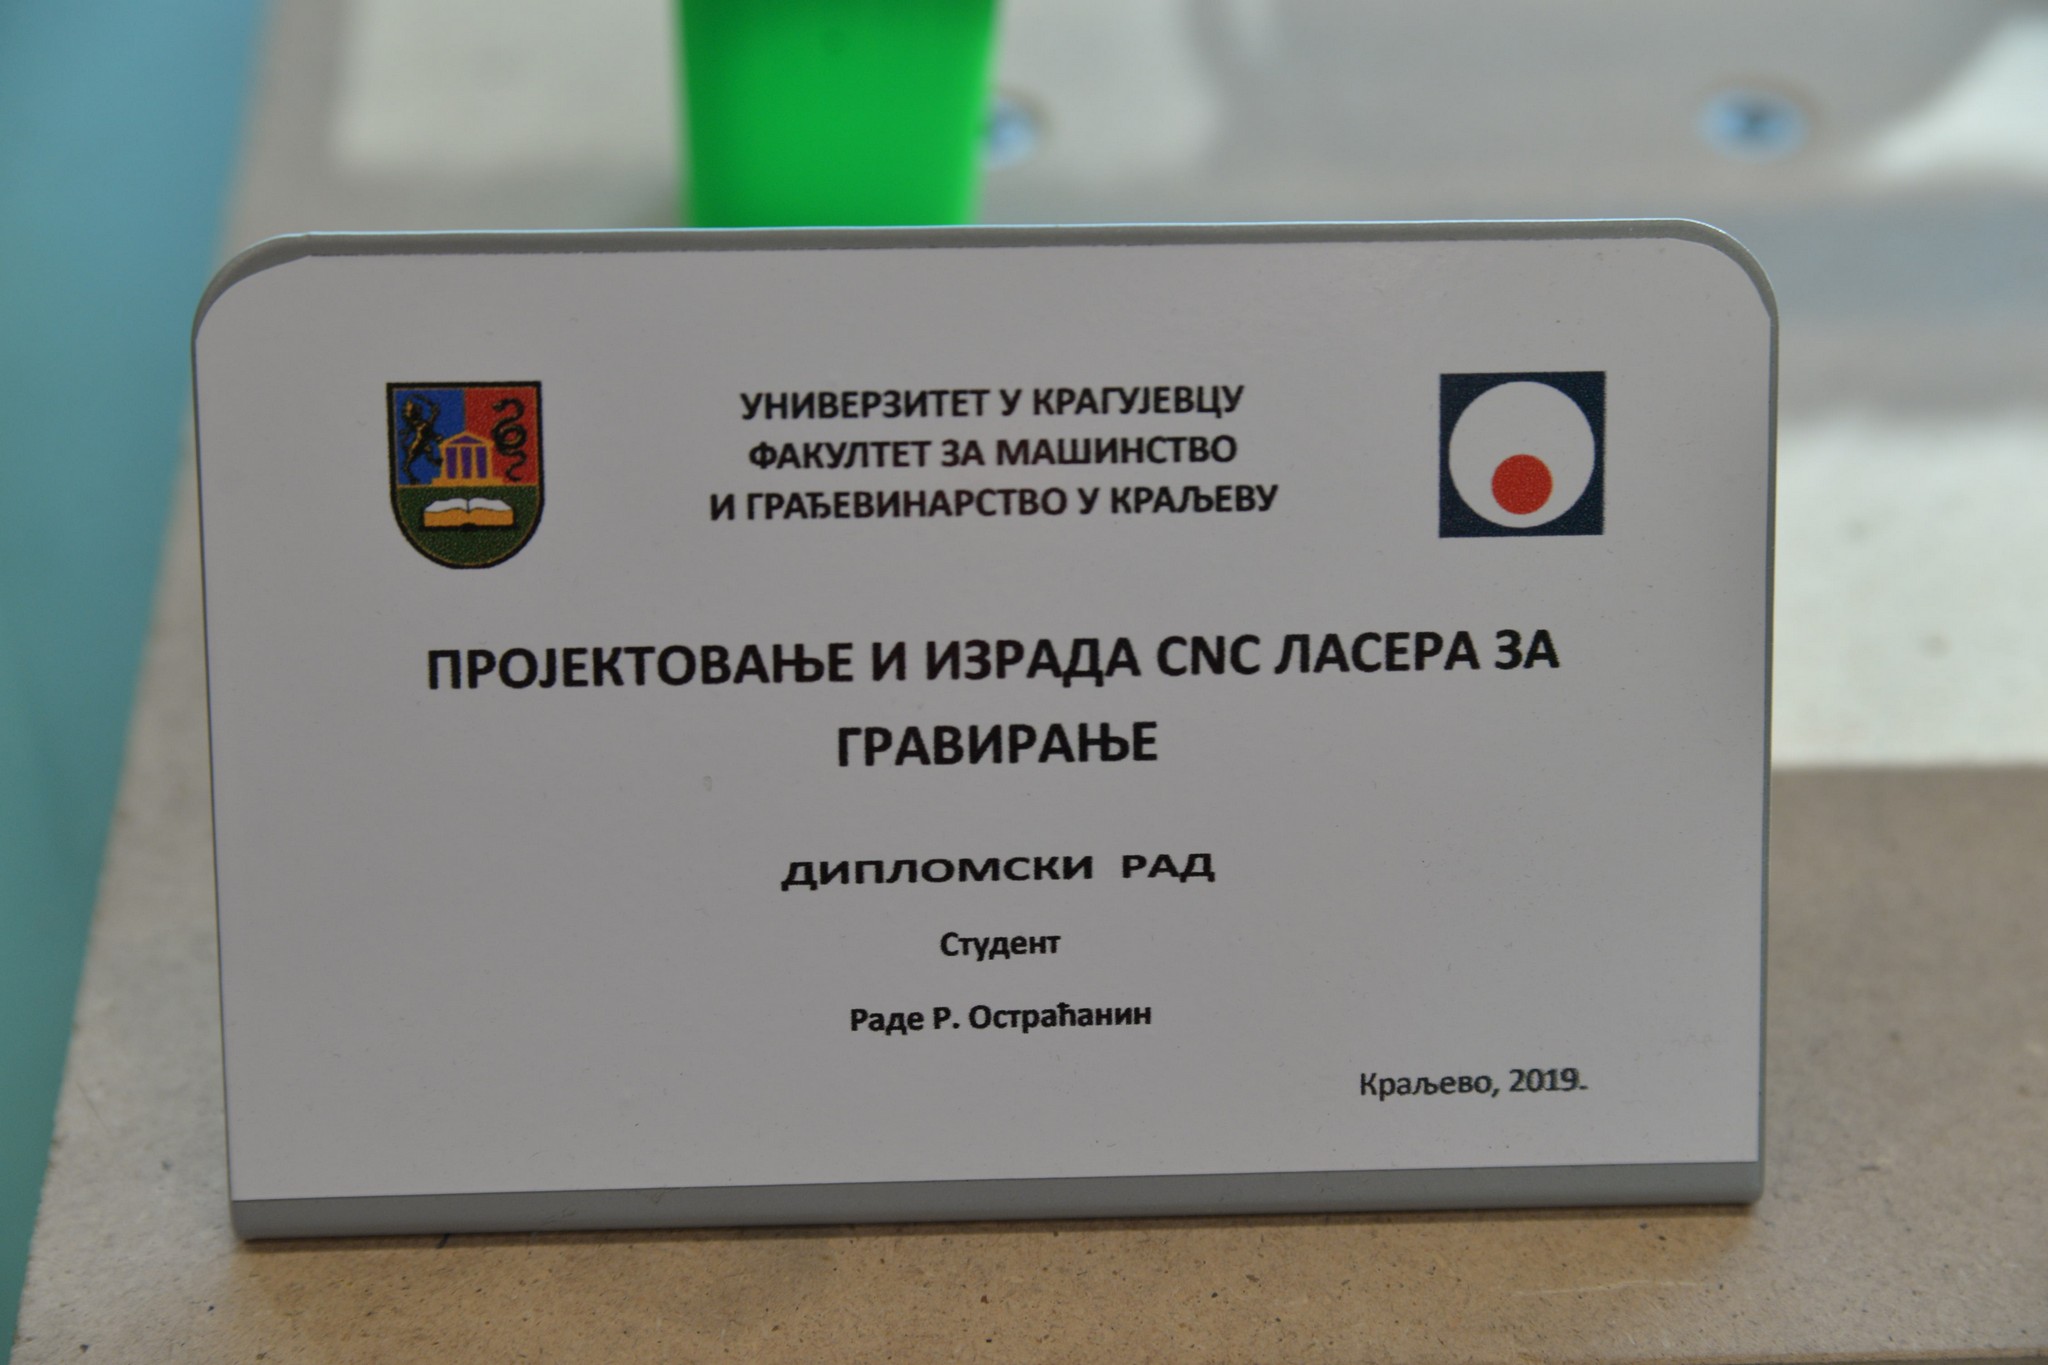 УНИВЕРЗИТЕТ У КРАГУЈЕВЦУ
ФАКУЛТЕТ ЗА МАШИНСТВО
И ГРАЂЕВИНАРСТВО У КРАЉЕВУ
ПРОЈЕКТОВАЊЕ И ИЗРАДА CNC ЛАСЕРА ЗА
ГРАВИРАЊЕ
ДИПЛОМСКИ РАД
Студент
Раде Р. Остраћанин
Краљево, 2019.